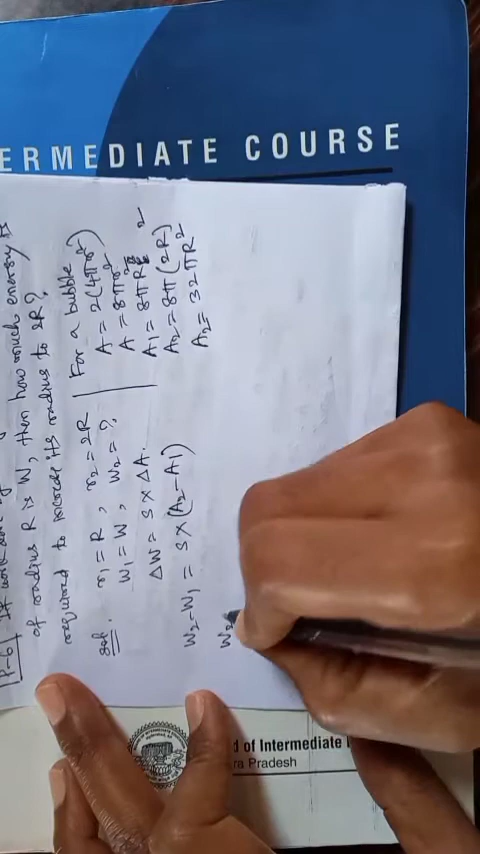 ERMEDIATE COURSE
P-6) If work done
of radius R is W, then how much energy is
required to increase its radius to 2R?
Sol. r₁ = R, r₂ = 2R
W₁ = W, W₂ = ?
ΔW = S × ΔA.
W₂-W₁ = S × (A₂-A₁)
W₂
For a bubble
A = 2(4πr²)
A = 8πr²
A₁ = 8πR²
A₂ = 8π(2R)²
A₂ = 32πR²
d of Intermediate
ra Pradesh